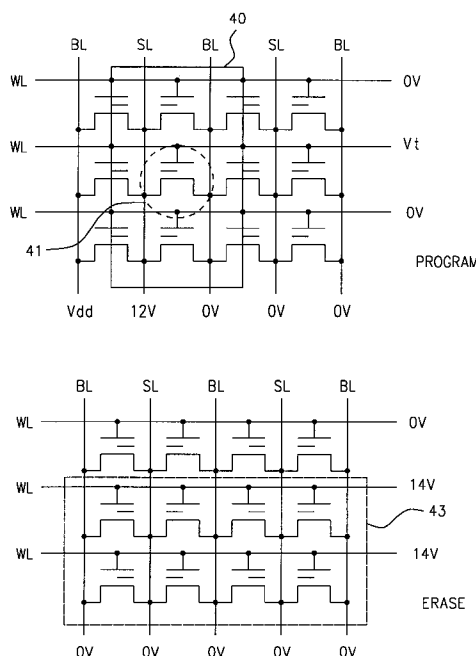 40
BL SL BL SL BL
WL 0V
WL Vt
WL 0V
41
PROGRAM
Vdd 12V 0V 0V 0V
BL SL BL SL BL
WL 0V
WL 14V
43
WL 14V
ERASE
0V 0V 0V 0V 0V